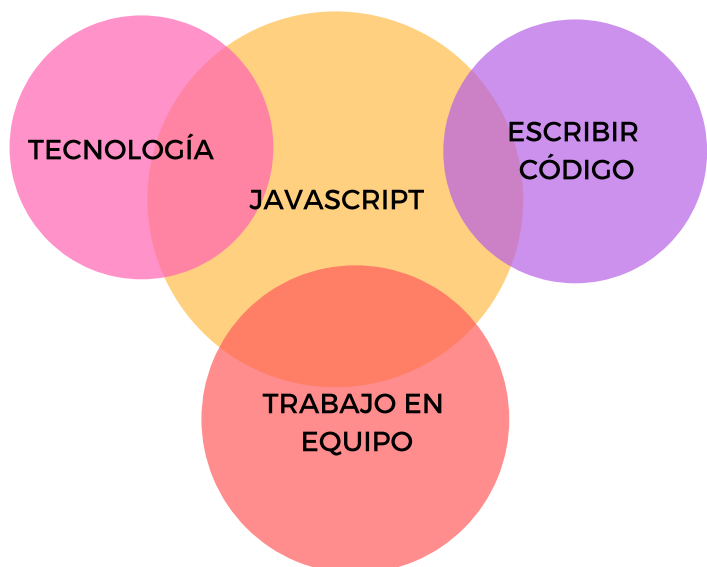 TECNOLOGÍA
JAVASCRIPT
ESCRIBIR
CÓDIGO
TRABAJO EN
EQUIPO